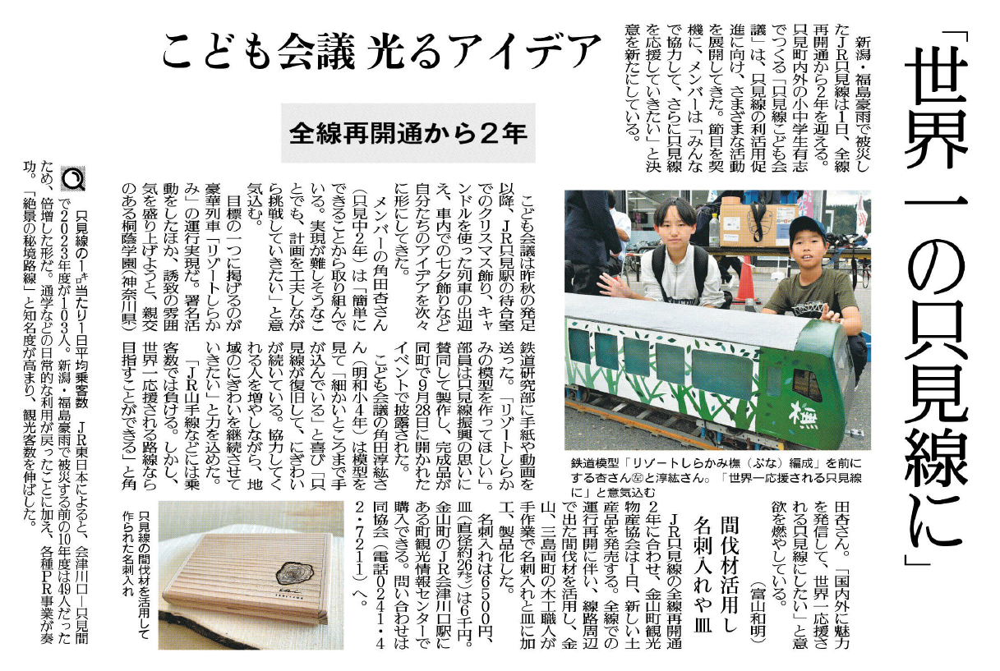 「世界一の只見線に」
こども会議 光るアイデア
全線再開通から2年
新潟・福島豪雨で被災し
たJR只見線は1日、全線
再開通から2年を迎える。
只見町内外の小中学生有志
でつくる「只見線こども会
議」は、只見線の利活用促
進に向け、さまざまな活動
を展開してきた。節目を契
機に、メンバーは「みんな
で協力して、さらに只見線
を応援していきたい」と決
意を新たにしている。
こども会議は昨秋の発足
以降、JR只見駅の待合室
でのクリスマス飾り、キャ
ンドルを使った列車の出迎
え、車内での七夕飾りなど
自分たちのアイデアを次々
に形にしてきた。
メンバーの角田杏さん
(只見中2年)は「簡単に
できることから取り組んで
いる。実現が難しそうなこ
とでも、計画を工夫しなが
ら挑戦していきたい」と意
気込む。
目標の一つに掲げるのが
豪華列車「リゾートしらか
み」の運行実現だ。署名活
動をしたほか、誘致の雰囲
気を盛り上げようと、親交
のある桐蔭学園(神奈川県)
鉄道研究部に手紙や動画を
送った。「リゾートしらか
みの模型を作ってほしい」。
部員は只見線振興の思いに
賛同して製作し、完成品が
同町で9月28日に開かれた
イベントで披露された。
こども会議の角田淳紘さ
ん(明和小4年)は模型を
見て「細かいところまで手
が込んでいる」と喜び「只
見線が復旧して、にぎわい
が続いている。協力してく
れる人を増やしながら、地
域のにぎわいを継続させて
いきたい」と力を込めた。
「JR山手線などには乗
客数では負ける。しかし、
世界一応援される路線なら
目指すことができる」と角
田杏さん。「国内外に魅力
を発信して、世界一応援さ
れる只見線にしたい」と意
欲を燃やしている。
(富山和明)
鉄道模型「リゾートしらかみ橅(ぶな)編成」を前に
する杏さん㊧と淳紘さん。「世界一応援される只見線
に」と意気込む
橅
間伐材活用し
名刺入れや皿
JR只見線の全線再開通
2年に合わせ、金山町観光
物産協会は1日、新しい土
産品を発売する。全線での
運行再開に伴い、線路周辺
で出た間伐材を活用し、金
山、三島両町の木工職人が
手作業で名刺入れと皿に加
工、製品化した。
名刺入れは6500円、
皿(直径約26㌢)は6千円。
金山町のJR会津川口駅に
ある町観光情報センターで
購入できる。問い合わせは
同協会(電話0241・4
2・7211)へ。
只見線の間伐材を活用して
作られた名刺入れ
只見線の1㌔当たり1日平均乗客数 JR東日本によると、会津川口―只見間
で2023年度が103人。新潟・福島豪雨で被災する前の10年度は49人だった
ため、倍増した形だ。通学などの日常的な利用が戻ったことに加え、各種PR事業が奏
功。「絶景の秘境路線」と知名度が高まり、観光客数を伸ばした。